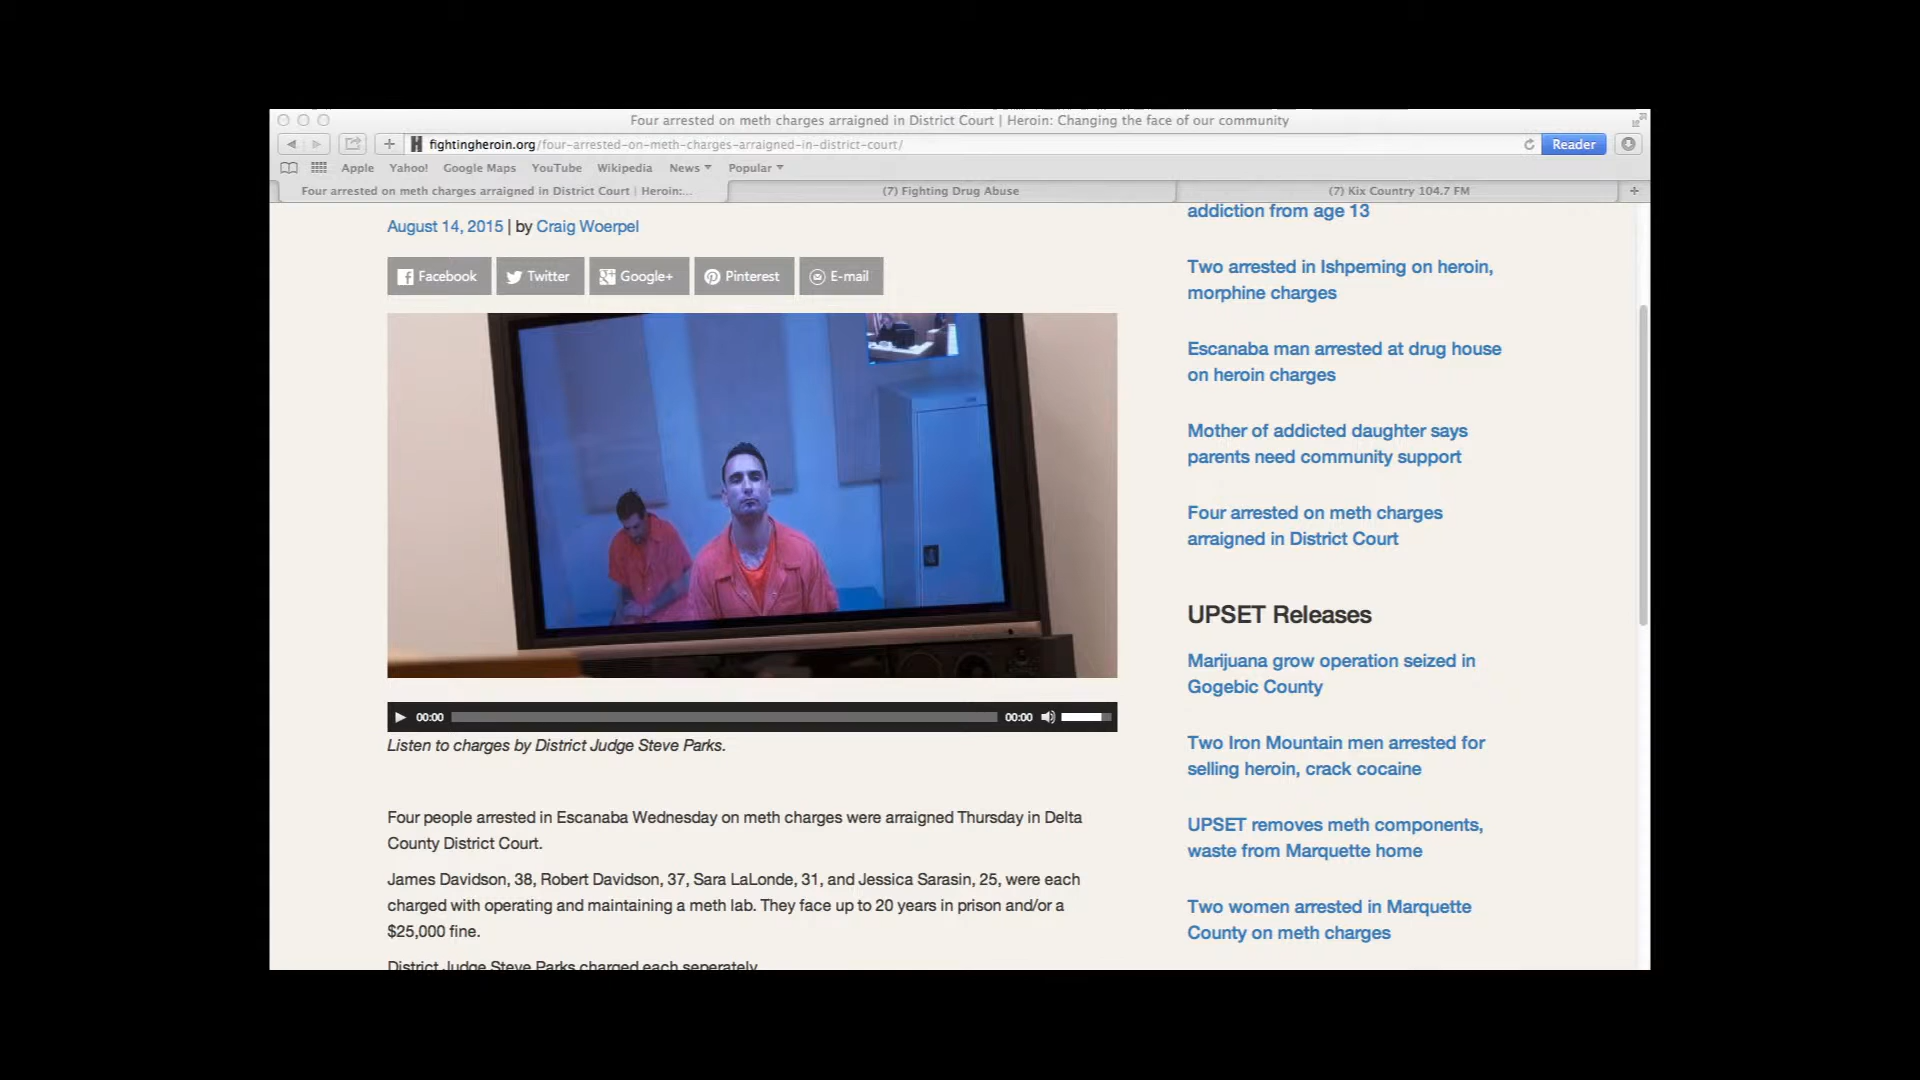 Four arrested on meth charges arraigned in District Court | Heroin: Changing the face of our community
fightingheroin.org/four-arrested-on-meth-charges-arraigned-in-district-court/
Reader
Apple Yahoo! Google Maps YouTube Wikipedia News Popular
Four arrested on meth charges arraigned in District Court | Heroin:...
(7) Fighting Drug Abuse
(7) Kix Country 104.7 FM
August 14, 2015 | by Craig Woerpel
Facebook Twitter Google+ Pinterest E-mail
00:00 00:00
Listen to charges by District Judge Steve Parks.
Four people arrested in Escanaba Wednesday on meth charges were arraigned Thursday in Delta
County District Court.
James Davidson, 38, Robert Davidson, 37, Sara LaLonde, 31, and Jessica Sarasin, 25, were each
charged with operating and maintaining a meth lab. They face up to 20 years in prison and/or a
$25,000 fine.
District Judge Steve Parks charged each seperately.
addiction from age 13
Two arrested in Ishpeming on heroin,
morphine charges
Escanaba man arrested at drug house
on heroin charges
Mother of addicted daughter says
parents need community support
Four arrested on meth charges
arraigned in District Court
UPSET Releases
Marijuana grow operation seized in
Gogebic County
Two Iron Mountain men arrested for
selling heroin, crack cocaine
UPSET removes meth components,
waste from Marquette home
Two women arrested in Marquette
County on meth charges